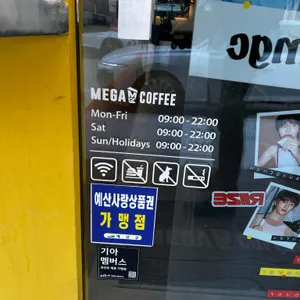 mgc
MEGA COFFEE
Mon-Fri 09:00 - 22:00
Sat 09:00 - 22:00
Sun/Holidays 09:00 - 22:00
RIIZE
예산사랑상품권
가 맹 점
기아
멤버스